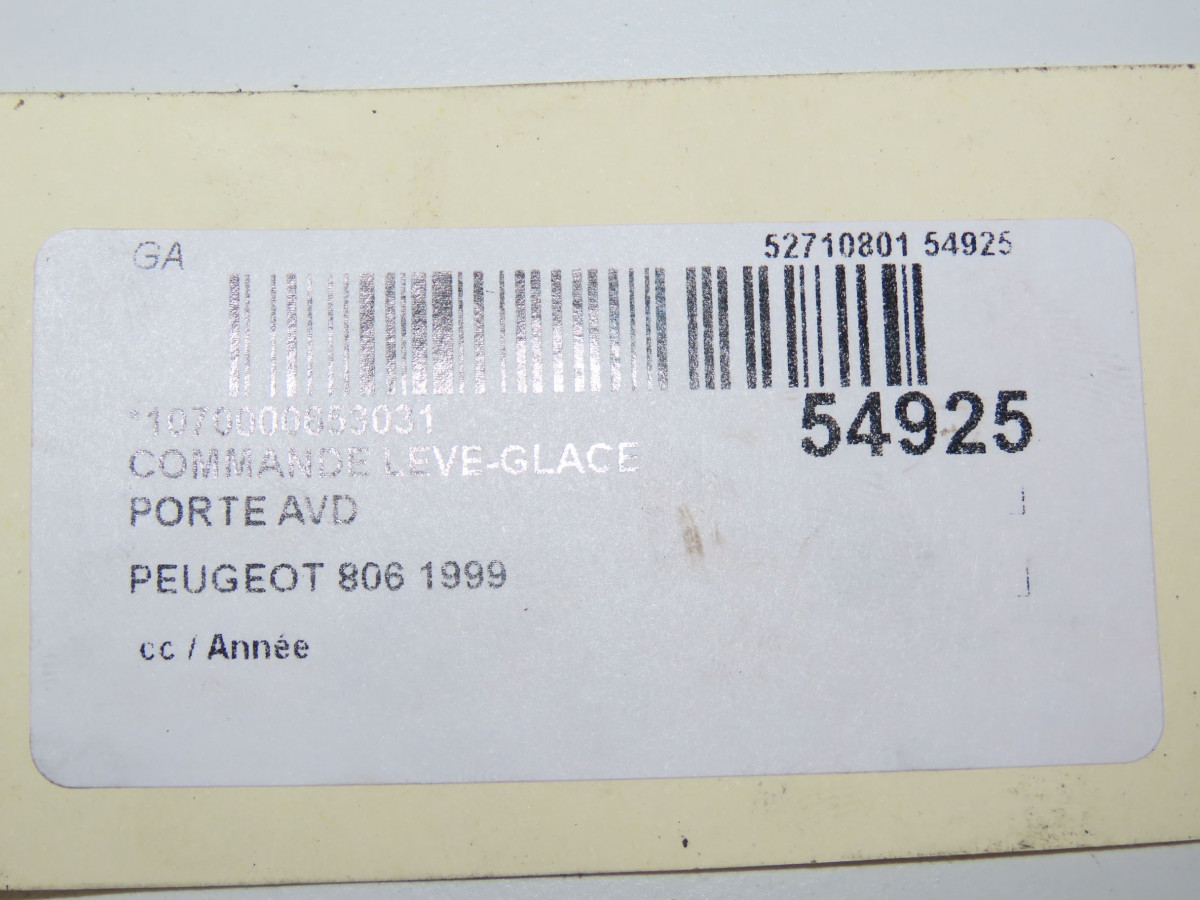 GA
52710801 54925
*1070000853031
54925
COMMANDE LEVE-GLACE
PORTE AVD
PEUGEOT 806 1999
cc / Année